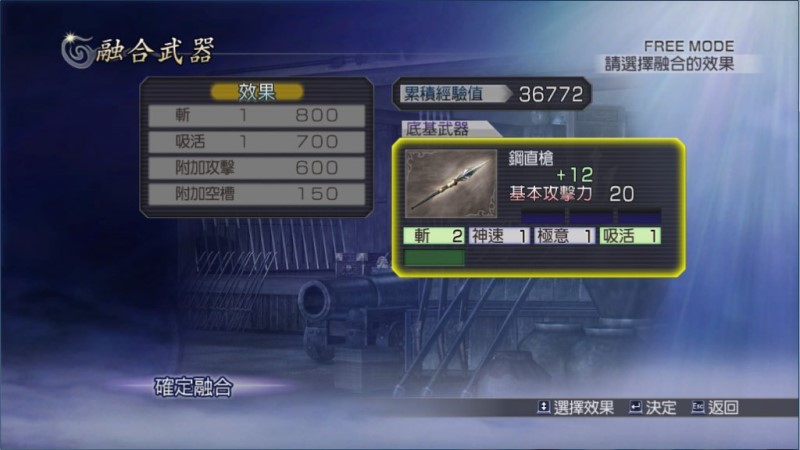 融合武器
FREE MODE
請選擇融合的效果
效果
斬 1 800
吸活 1 700
附加攻擊 600
附加空槽 150
累積經驗值 36772
底基武器
鋼直槍
+12
基本攻擊力 20
斬 2 神速 1 極意 1 吸活 1
確定融合
選擇效果 決定 Esc 返回